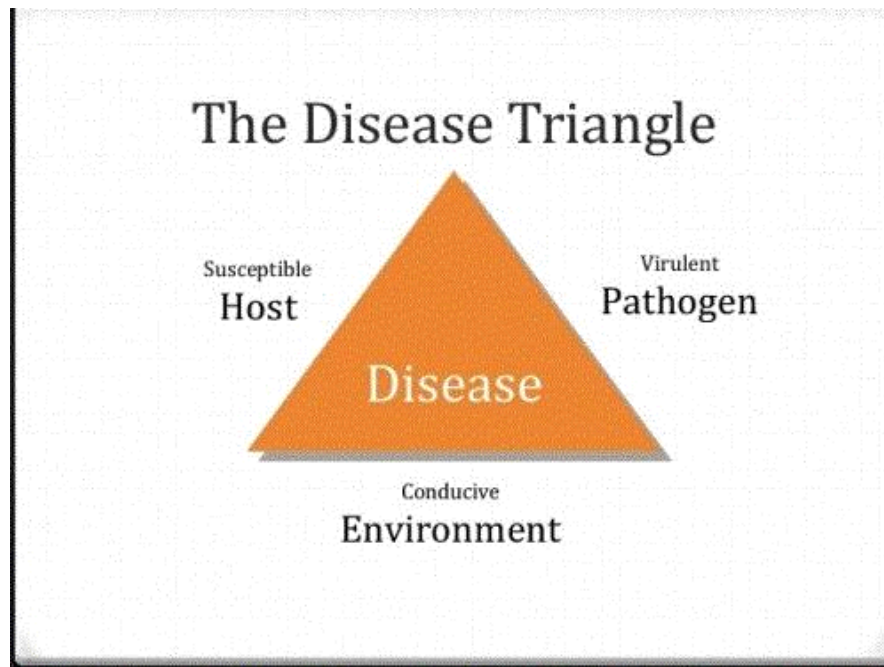 The Disease Triangle
Susceptible
Host
Virulent
Pathogen
Disease
Conducive
Environment